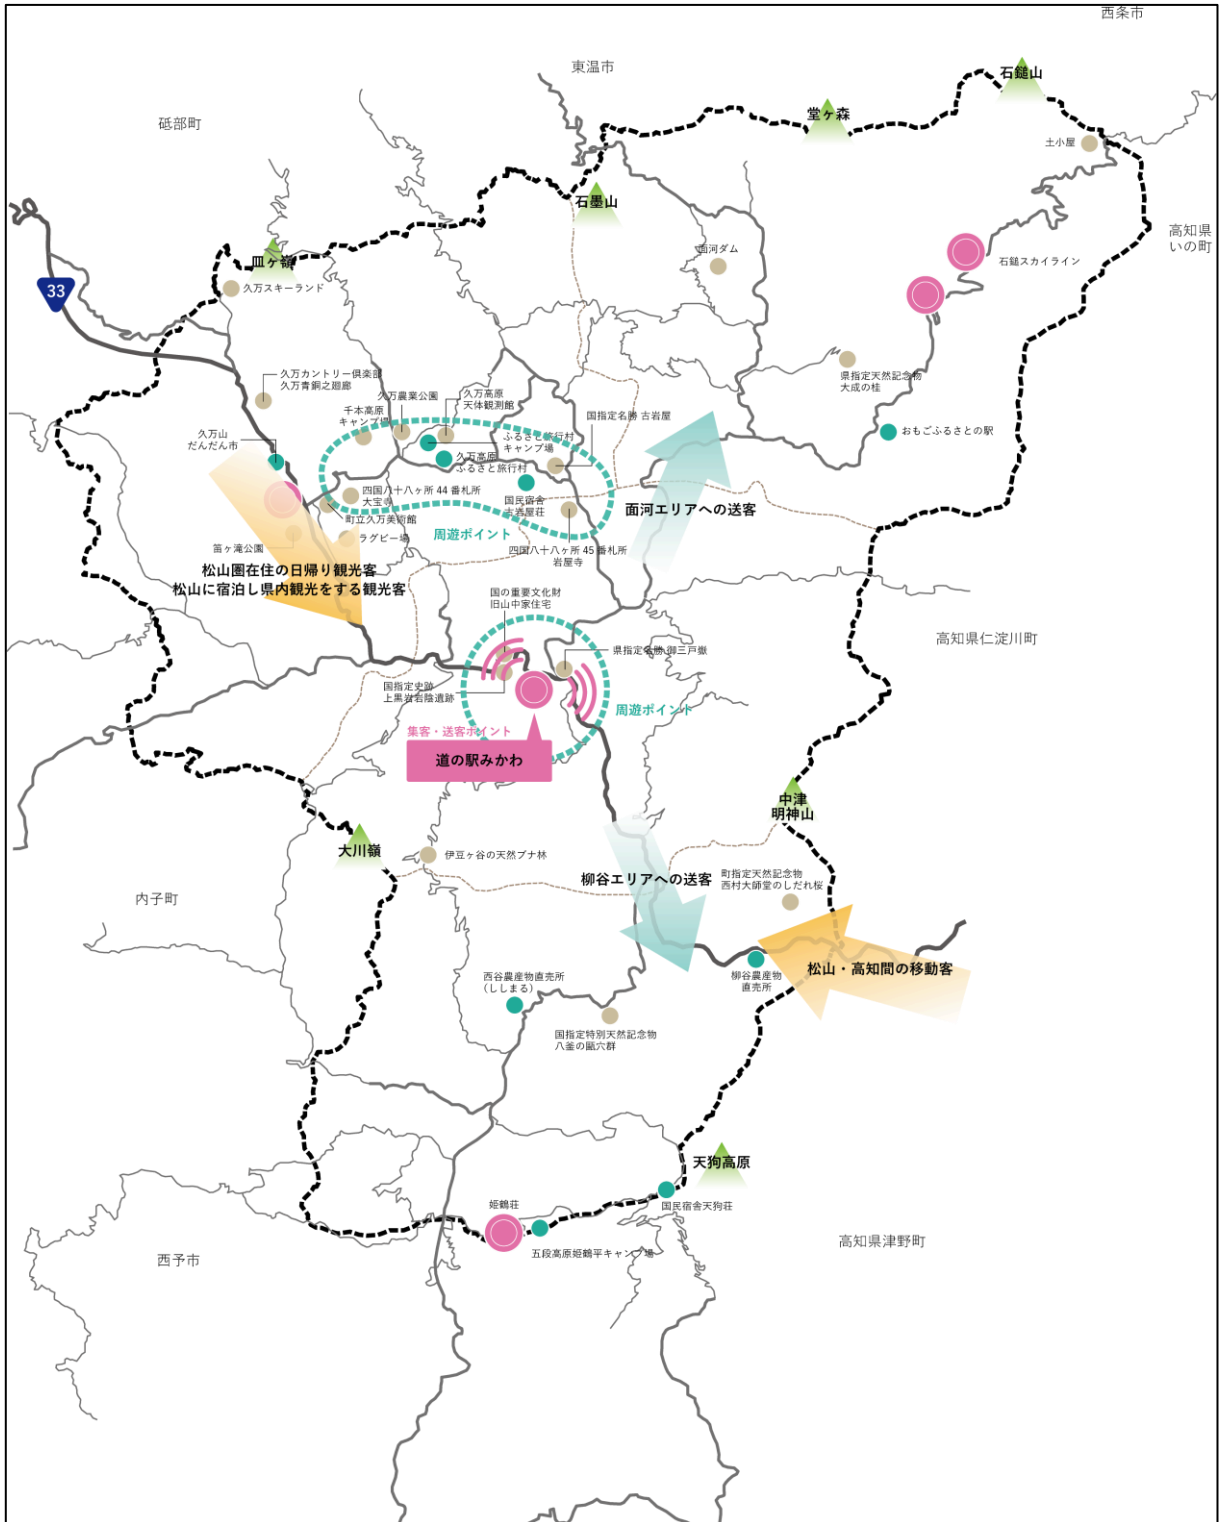 西条市
東温市
石鎚山
堂ヶ森
砥部町
土小屋
石墨山
高知県
いの町
面河ダム
石鎚スカイライン
皿ヶ嶺
久万スキーランド
33
県指定天然記念物
大成の桂
久万カントリー倶楽部
久万青銅之廻廊
久万農業公園
久万高原
天体観測館
千本高原
キャンプ場
国指定名勝 古岩屋
おもごふるさとの駅
久万山
だんだん市
ふるさと旅行村
キャンプ場
久万高原
ふるさと旅行村
四国八十八ヶ所 44 番札所
大宝寺
国民宿舎
古岩屋荘
面河エリアへの送客
町立久万美術館
周遊ポイント
ラグビー場
笛ヶ滝公園
四国八十八ヶ所 45 番札所
岩屋寺
松山圏在住の日帰り観光客
松山に宿泊し県内観光をする観光客
国の重要文化財
旧山中家住宅
高知県仁淀川町
県指定名勝 御三戸嶽
国指定史跡
上黒岩岩陰遺跡
周遊ポイント
集客・送客ポイント
道の駅みかわ
中津
明神山
大川嶺
伊豆ヶ谷の天然ブナ林
柳谷エリアへの送客
町指定天然記念物
西村大師堂のしだれ桜
内子町
松山・高知間の移動客
柳谷農産物
直売所
西谷農産物直売所
(ししまる)
国指定特別天然記念物
八釜の甌穴群
天狗高原
国民宿舎天狗荘
姫鶴荘
五段高原姫鶴平キャンプ場
西予市
高知県津野町